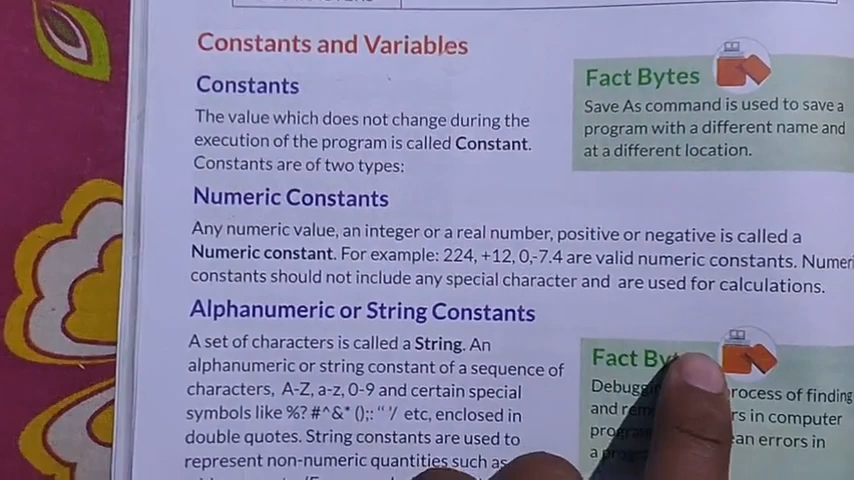 Constants and Variables
Constants
The value which does not change during the
execution of the program is called Constant.
Constants are of two types:
Fact Bytes
Save As command is used to save a
program with a different name and
at a different location.
Numeric Constants
Any numeric value, an integer or a real number, positive or negative is called a
Numeric constant. For example: 224, +12, 0,-7.4 are valid numeric constants. Numeri
constants should not include any special character and are used for calculations.
Alphanumeric or String Constants
A set of characters is called a String. An
alphanumeric or string constant of a sequence of
characters, A-Z, a-z, 0-9 and certain special
symbols like %? #^&* ();: " '/ etc, enclosed in
double quotes. String constants are used to
represent non-numeric quantities such as
Fact By
Debugg rocess of finding
and rem rs in computer
progr an errors in
a